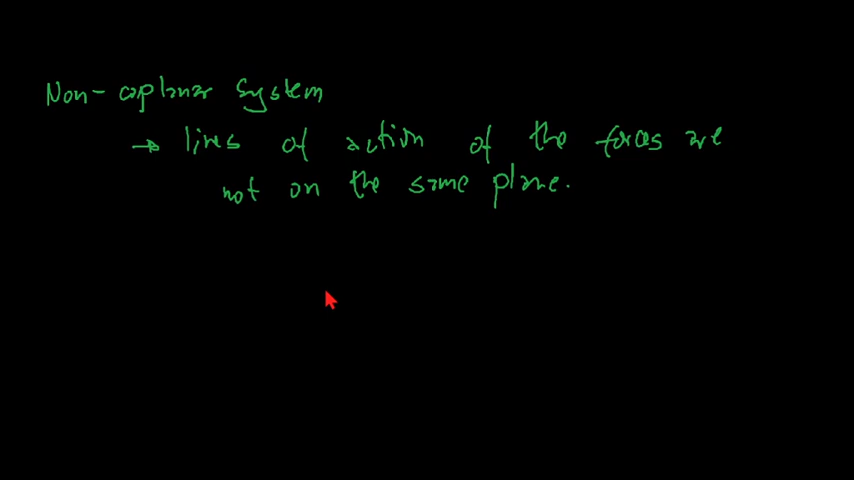 Non-coplanar System
→ lines of action of the forces are
not on the same plane.